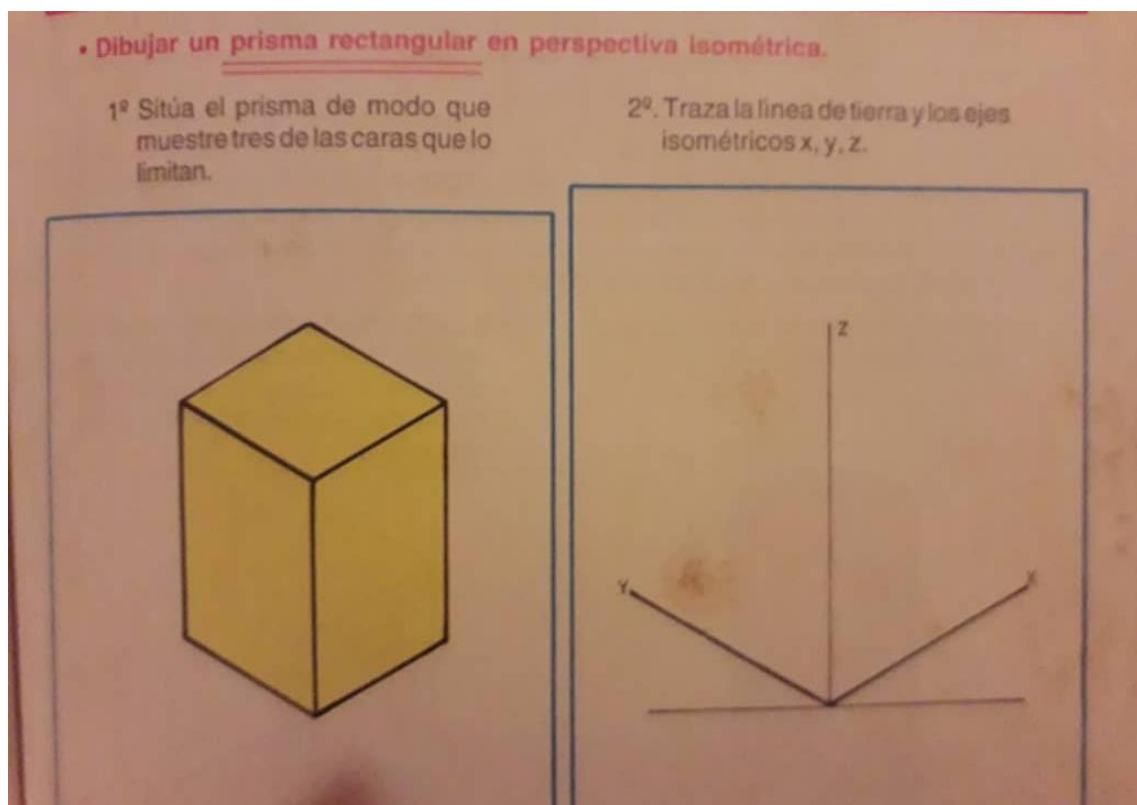 • Dibujar un prisma rectangular en perspectiva isométrica.
1º Sitúa el prisma de modo que
muestre tres de las caras que lo
limitan.
2º. Traza la linea de tierra y los ejes
isométricos x, y, z.
Z
Y
X